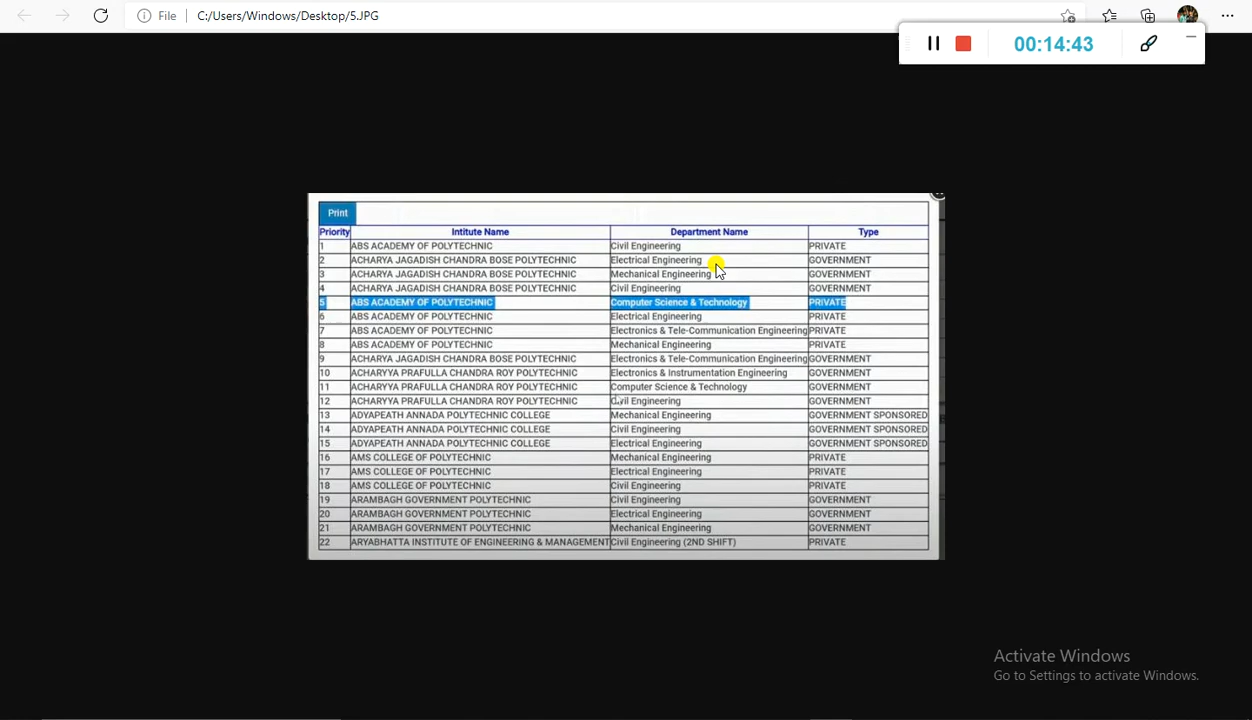 File C:/Users/Windows/Desktop/5.JPG
00:14:43
Print
Priority Intitute Name Department Name Type
1 ABS ACADEMY OF POLYTECHNIC Civil Engineering PRIVATE
2 ACHARYA JAGADISH CHANDRA BOSE POLYTECHNIC Electrical Engineering GOVERNMENT
3 ACHARYA JAGADISH CHANDRA BOSE POLYTECHNIC Mechanical Engineering GOVERNMENT
4 ACHARYA JAGADISH CHANDRA BOSE POLYTECHNIC Civil Engineering GOVERNMENT
5 ABS ACADEMY OF POLYTECHNIC Computer Science & Technology PRIVATE
6 ABS ACADEMY OF POLYTECHNIC Electrical Engineering PRIVATE
7 ABS ACADEMY OF POLYTECHNIC Electronics & Tele-Communication Engineering PRIVATE
8 ABS ACADEMY OF POLYTECHNIC Mechanical Engineering PRIVATE
9 ACHARYA JAGADISH CHANDRA BOSE POLYTECHNIC Electronics & Tele-Communication Engineering GOVERNMENT
10 ACHARYYA PRAFULLA CHANDRA ROY POLYTECHNIC Electronics & Instrumentation Engineering GOVERNMENT
11 ACHARYYA PRAFULLA CHANDRA ROY POLYTECHNIC Computer Science & Technology GOVERNMENT
12 ACHARYYA PRAFULLA CHANDRA ROY POLYTECHNIC Civil Engineering GOVERNMENT
13 ADYAPEATH ANNADA POLYTECHNIC COLLEGE Mechanical Engineering GOVERNMENT SPONSORED
14 ADYAPEATH ANNADA POLYTECHNIC COLLEGE Civil Engineering GOVERNMENT SPONSORED
15 ADYAPEATH ANNADA POLYTECHNIC COLLEGE Electrical Engineering GOVERNMENT SPONSORED
16 AMS COLLEGE OF POLYTECHNIC Mechanical Engineering PRIVATE
17 AMS COLLEGE OF POLYTECHNIC Electrical Engineering PRIVATE
18 AMS COLLEGE OF POLYTECHNIC Civil Engineering PRIVATE
19 ARAMBAGH GOVERNMENT POLYTECHNIC Civil Engineering GOVERNMENT
20 ARAMBAGH GOVERNMENT POLYTECHNIC Electrical Engineering GOVERNMENT
21 ARAMBAGH GOVERNMENT POLYTECHNIC Mechanical Engineering GOVERNMENT
22 ARYABHATTA INSTITUTE OF ENGINEERING & MANAGEMENT Civil Engineering (2ND SHIFT) PRIVATE
Activate Windows
Go to Settings to activate Windows.